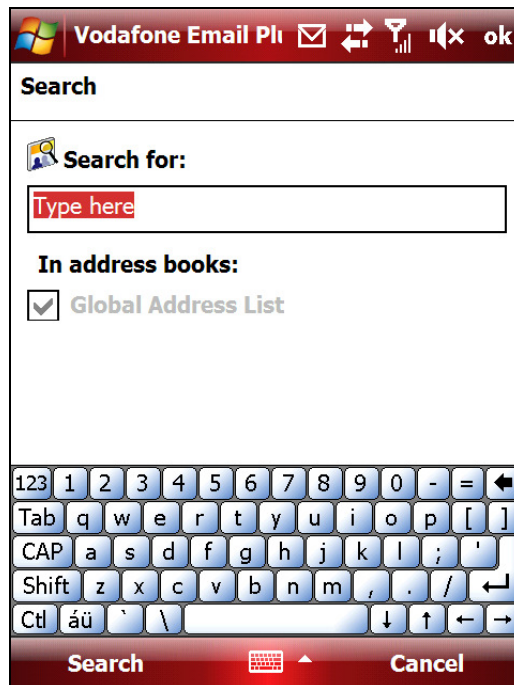 Vodafone Email Plu ok
Search
Search for:
Type here
In address books:
Global Address List
123 1 2 3 4 5 6 7 8 9 0 - =
Tab q w e r t y u i o p [ ]
CAP a s d f g h j k l ; '
Shift z x c v b n m , . /
Ctl áü ` \
Search Cancel